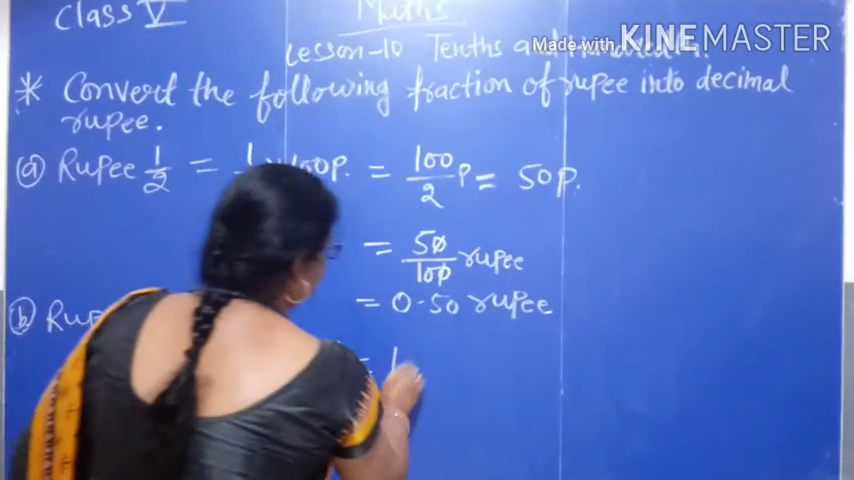 Class V
Maths
Lesson-10 Tenths and
Made with KINEMASTER
* Convert the following fraction of rupee into decimal
rupee.
(a) Rupee 1/2 = 100p. = 100/2 p = 50p.
= 50/100 rupee
(b) = 0.50 rupee
=